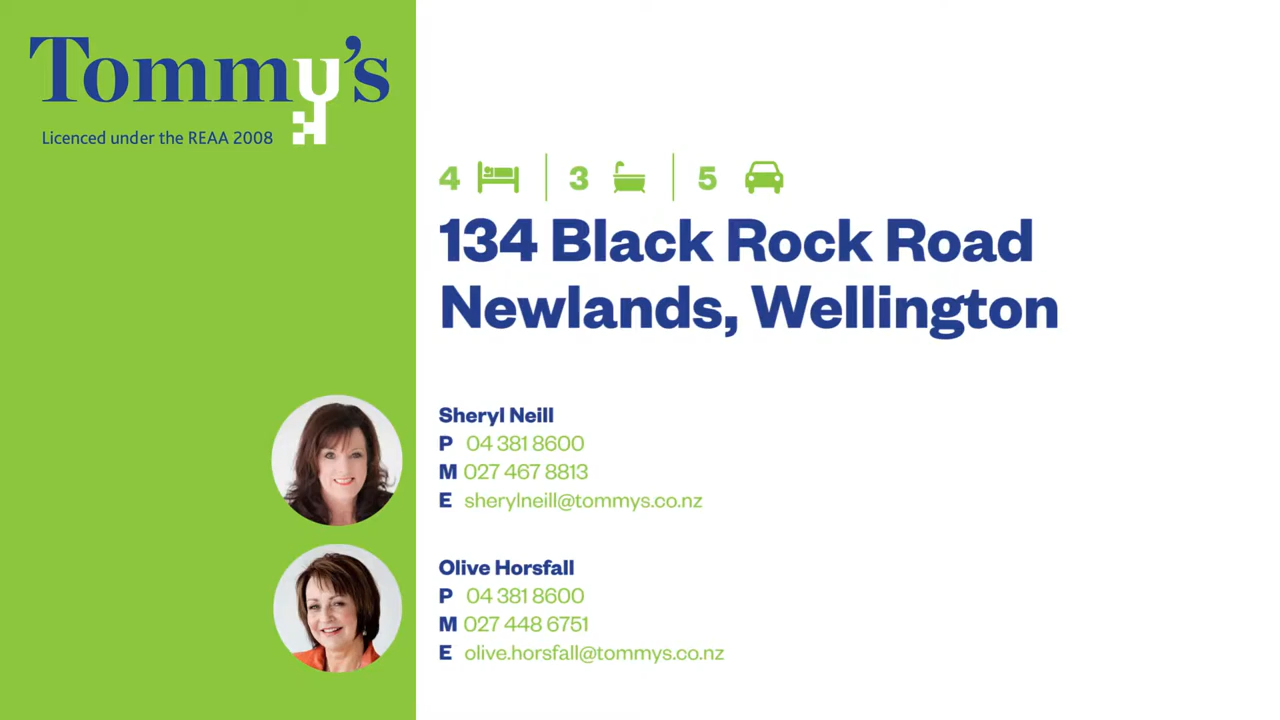 Tommy's
Licenced under the REAA 2008
4 3 5
134 Black Rock Road
Newlands, Wellington
Sheryl Neill
P 04 381 8600
M 027 467 8813
E sherylneill@tommys.co.nz
Olive Horsfall
P 04 381 8600
M 027 448 6751
E olive.horsfall@tommys.co.nz